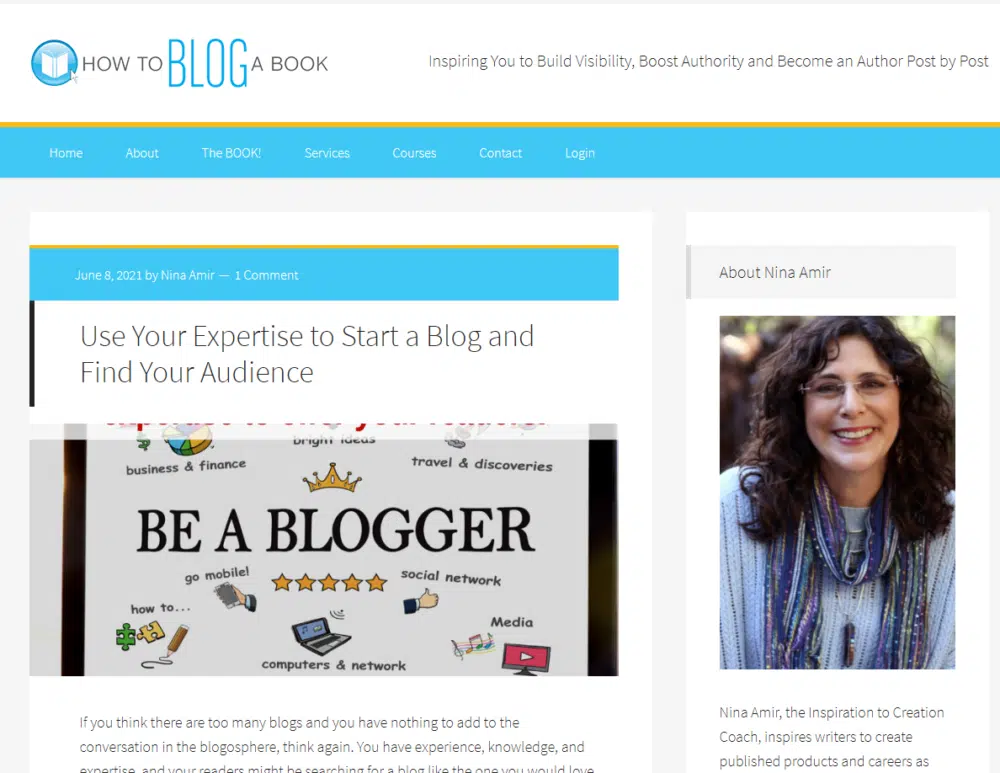 HOW TO BLOG A BOOK
Inspiring You to Build Visibility, Boost Authority and Become an Author Post by Post
Home About The BOOK! Services Courses Contact Login
June 8, 2021 by Nina Amir — 1 Comment
Use Your Expertise to Start a Blog and
Find Your Audience
bright ideas
business & finance
travel & discoveries
BE A BLOGGER
go mobile!
social network
how to...
Media
computers & network
If you think there are too many blogs and you have nothing to add to the
conversation in the blogosphere, think again. You have experience, knowledge, and
expertise, and your readers might be searching for a blog like the one you would love
About Nina Amir
Nina Amir, the Inspiration to Creation
Coach, inspires writers to create
published products and careers as